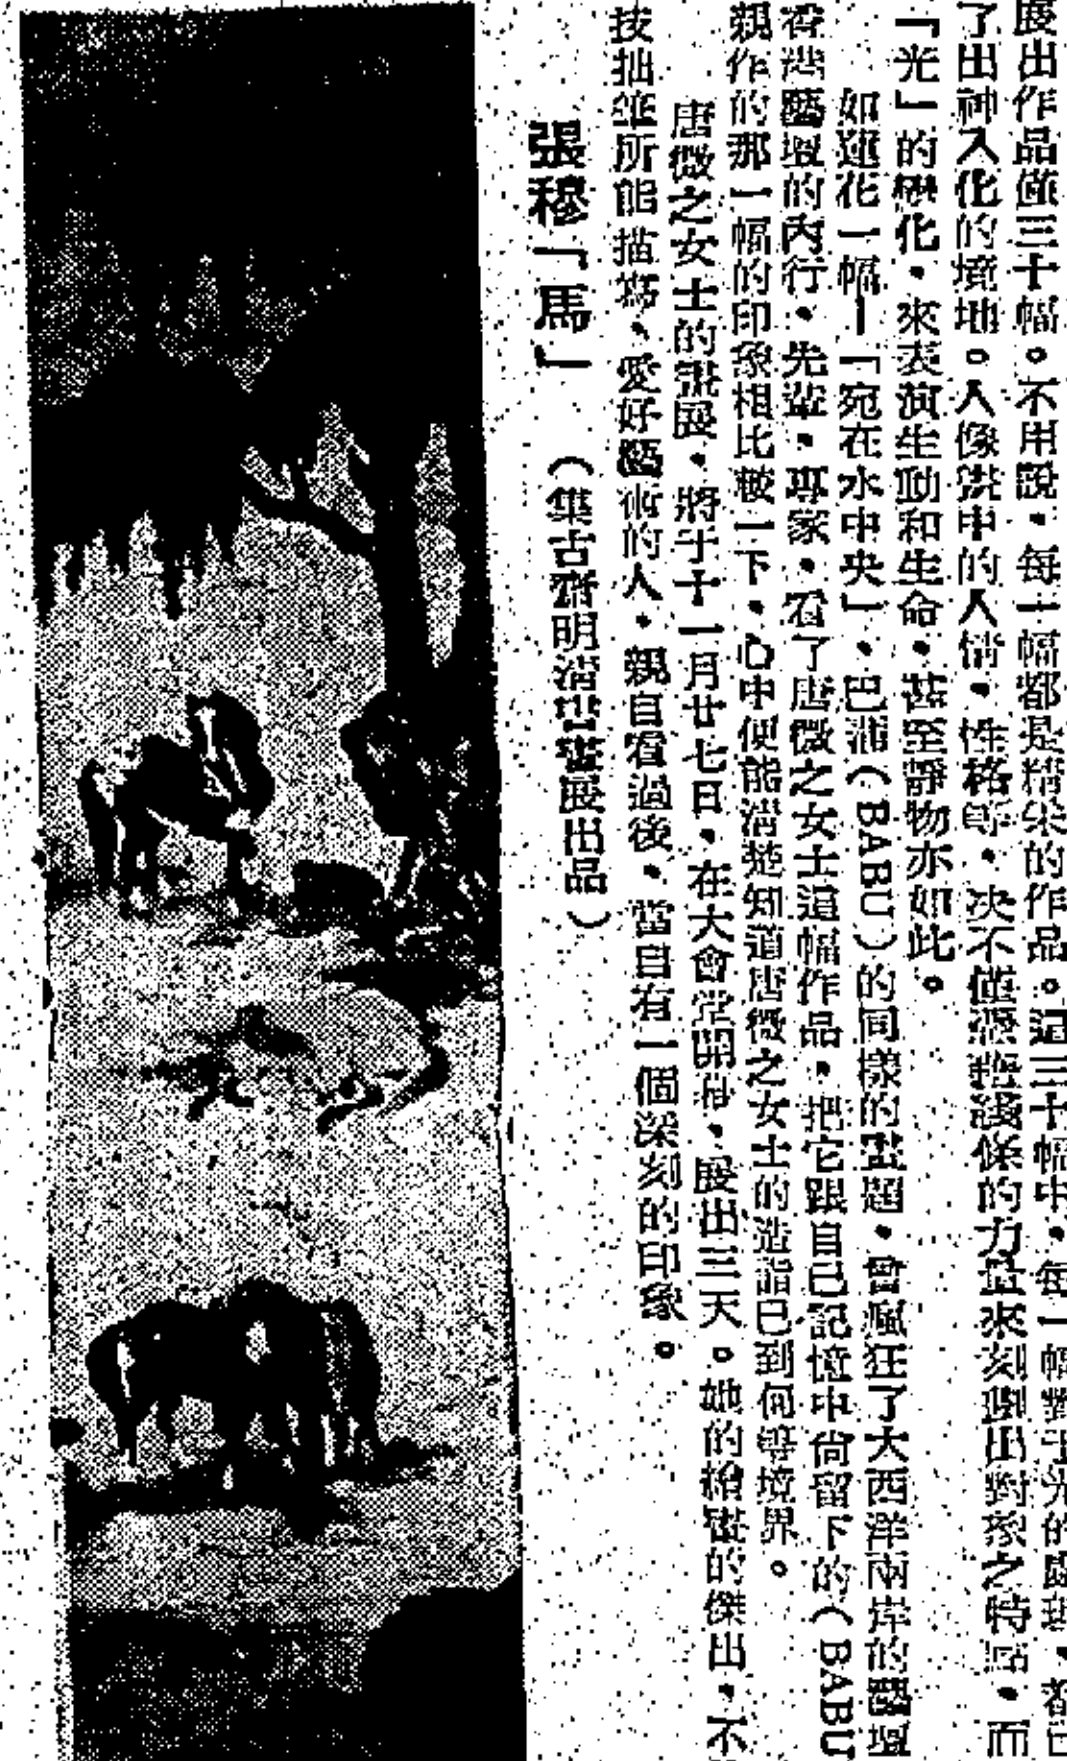 展出作品僅三十幅。不用說，每一幅都是精采的作品。這三十幅中，每一幅對于光的處理，都已
了出神入化的境地。人像畫中的人情，性格等，决不僅憑藉綫條的力量來刻劃出對象之特點，而
「光」的變化，來表演生動和生命，甚至靜物亦如此。
如蓮花一幅—「宛在水中央」，巴蒲（BABU）的同樣的畫題，曾瘋狂了大西洋兩岸的藝壇
香港藝壇的內行，先輩，專家，看了唐微之女士這幅作品，把它跟自己記憶中尚留下的（BABU
親作的那一幅的印象相比較一下，心中便能清楚知道唐微之女士的造詣已到何等境界。
唐微之女士的畫展，將于十一月廿七日，在大會堂開幕，展出三天。她的繪畫的傑出，不
技拙筆所能描寫，愛好藝術的人，親自看過後，當自有一個深刻的印象。
張穆「馬」（集古齋明清書畫展出品）